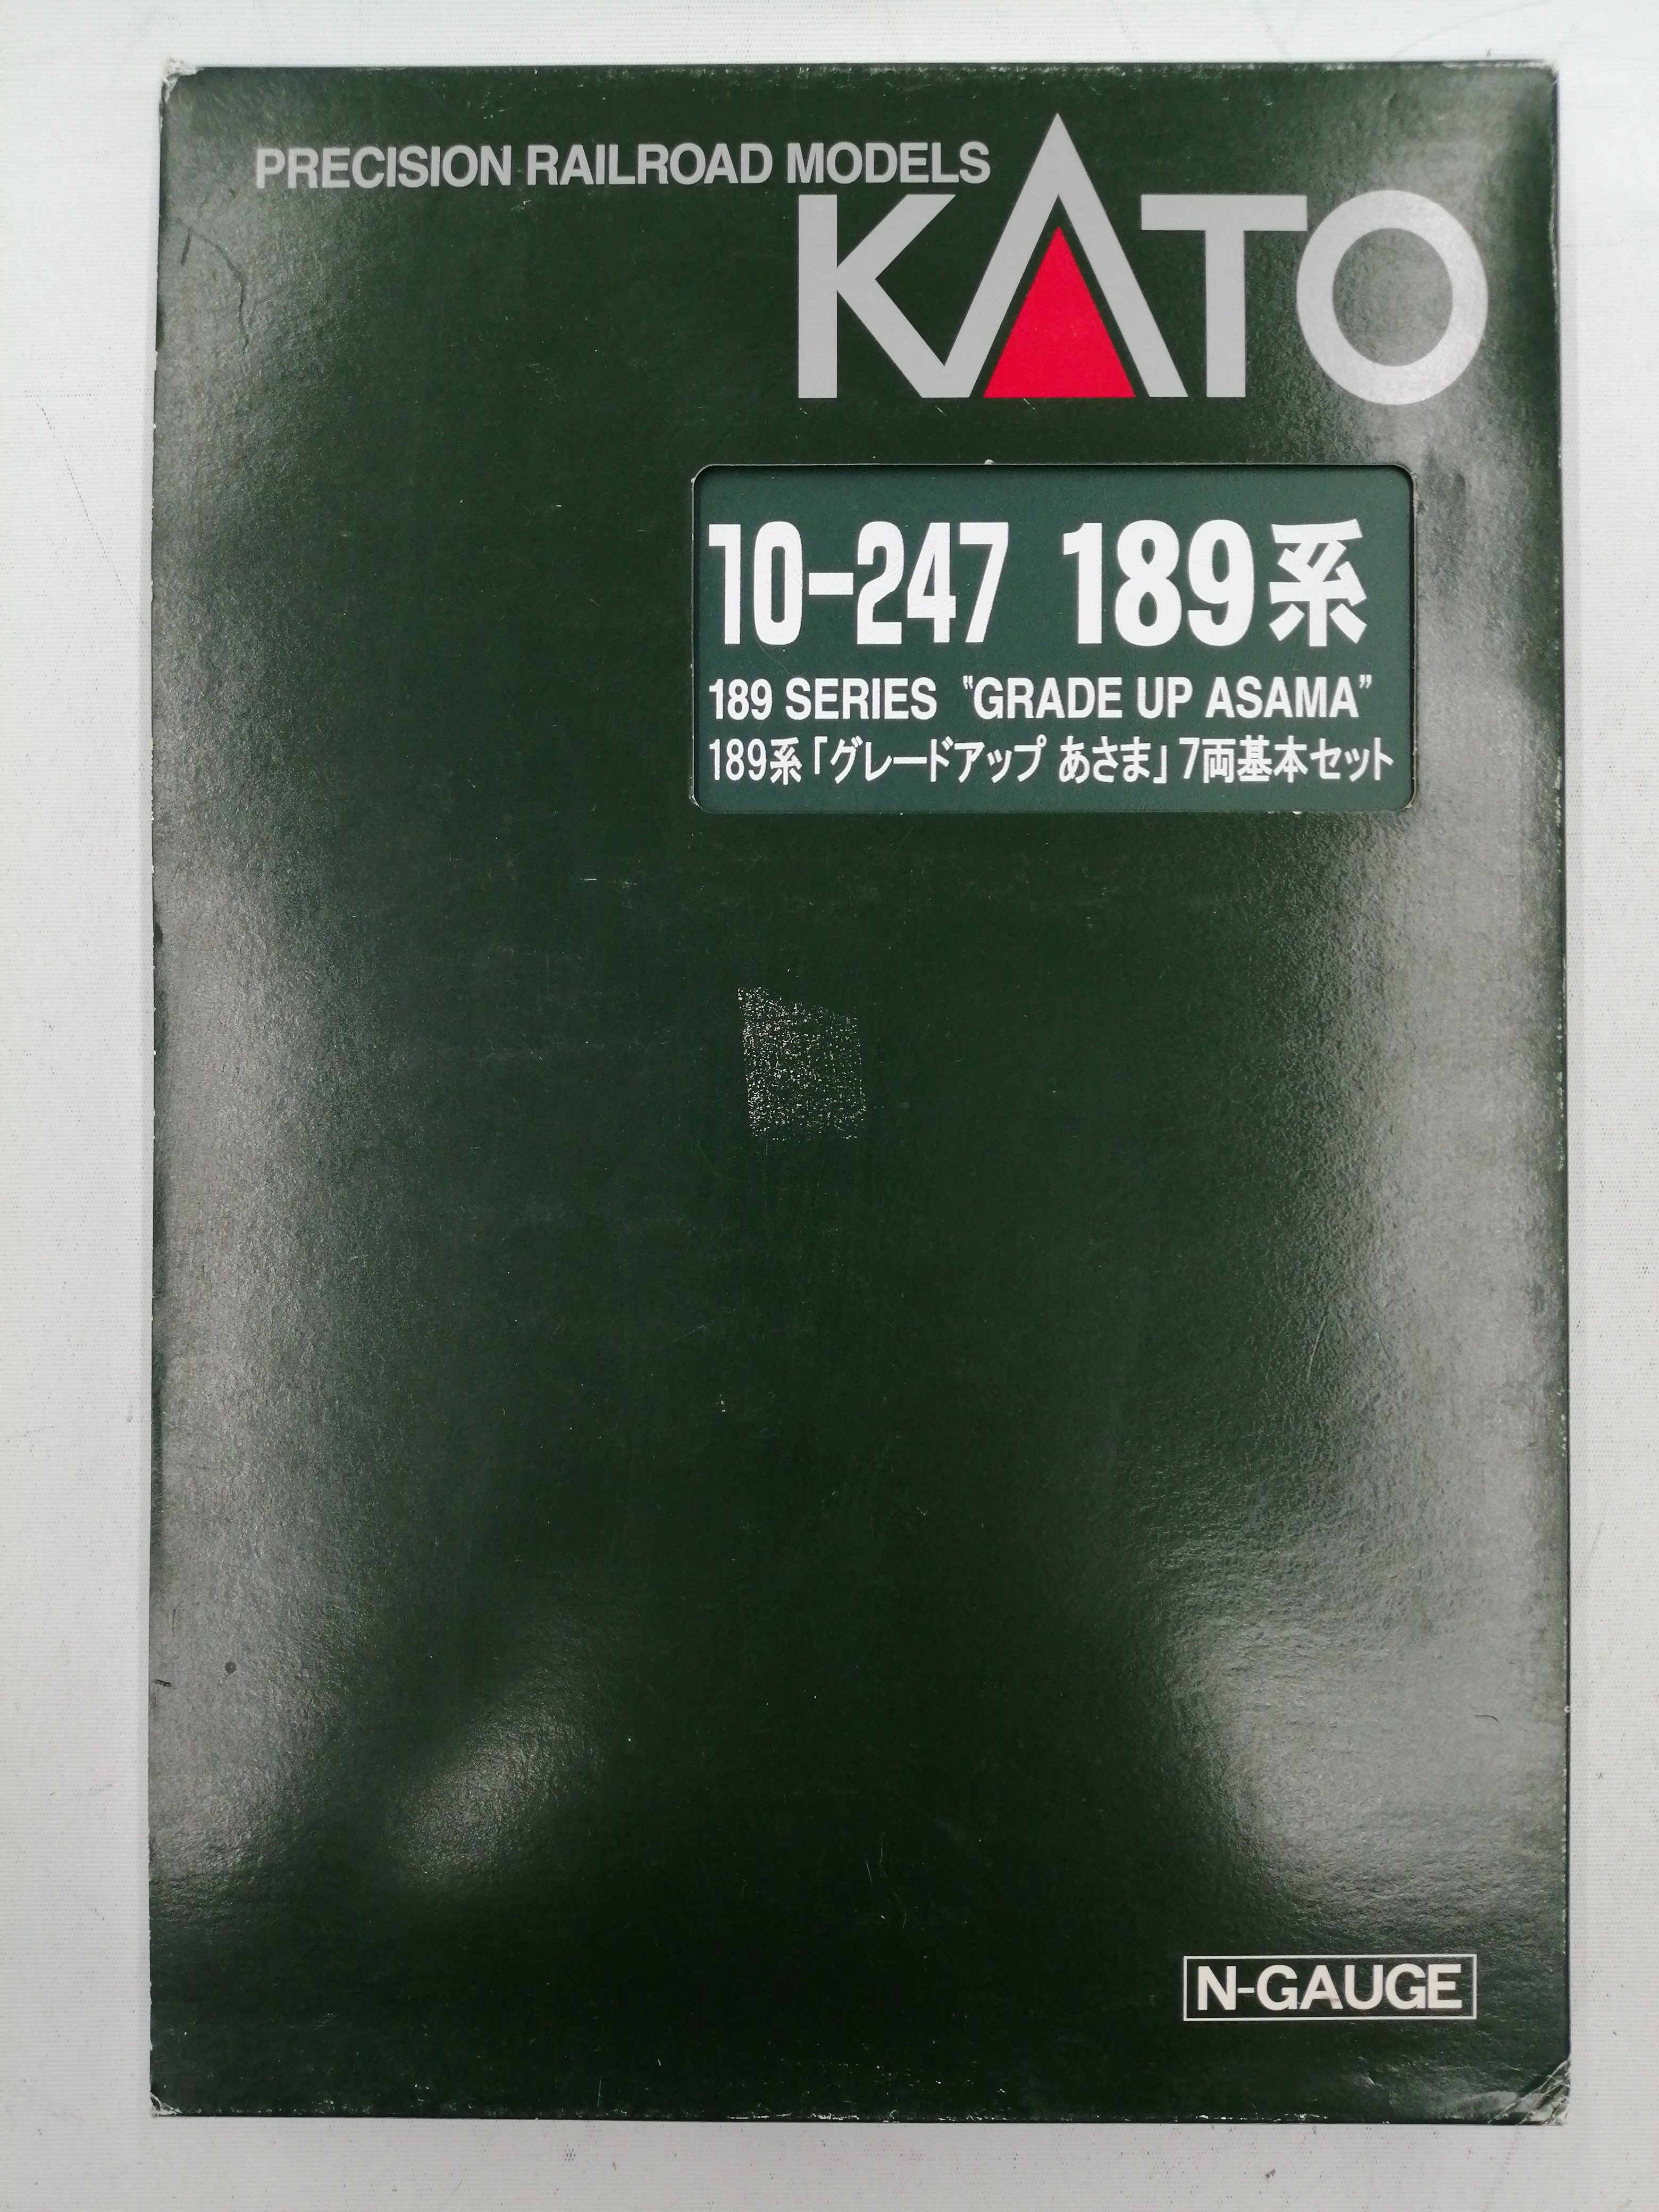 PRECISION RAILROAD MODELS
KATO
10-247 189系
189 SERIES "GRADE UP ASAMA"
189系「グレードアップ あさま」7両基本セット
N-GAUGE